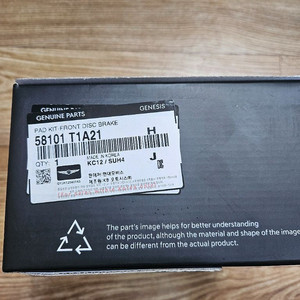 GENUINE PARTS
GENESIS
GENUINE PARTS
PAD KIT-FRONT DISC BRAKE
58101 T1A21
H
QTY: 1
MADE IN KOREA
KC12 / SUH4
J
The part's image helps for better understanding
of the product, although the material and shape of the image
can be different from the actual product.